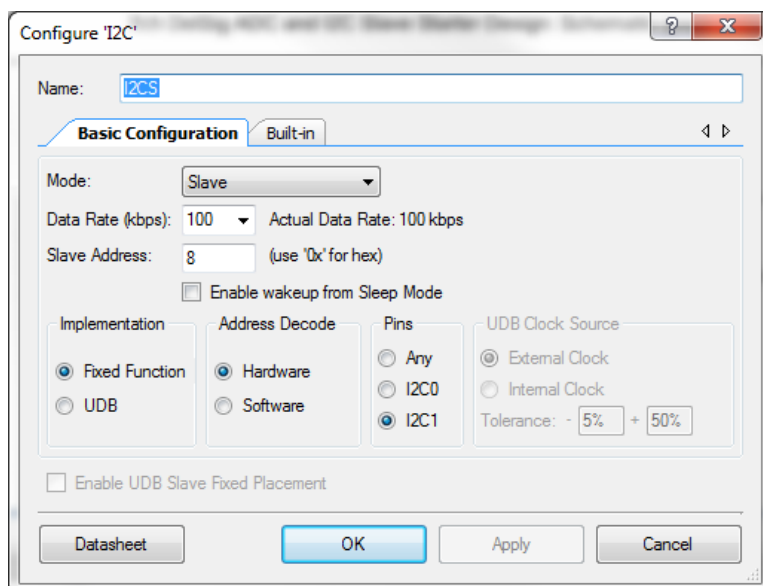 Configure 'I2C'
?
X
Name: I2CS
Basic Configuration Built-in
Mode: Slave
Data Rate (kbps): 100 Actual Data Rate: 100 kbps
Slave Address: 8 (use '0x' for hex)
Enable wakeup from Sleep Mode
Implementation Address Decode Pins UDB Clock Source
Fixed Function Hardware Any External Clock
UDB Software I2C0 Internal Clock
I2C1 Tolerance: - 5% + 50%
Enable UDB Slave Fixed Placement
Datasheet OK Apply Cancel